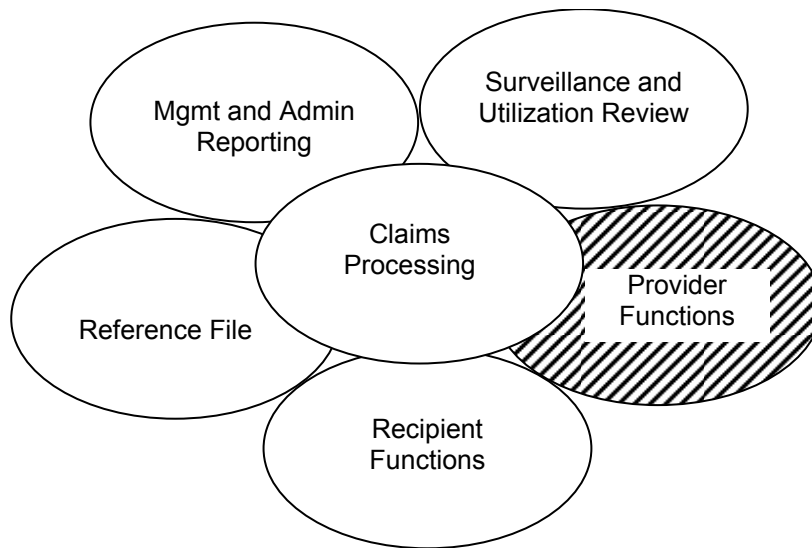 Mgmt and Admin
Reporting
Surveillance and
Utilization Review
Claims
Processing
Reference File
Provider
Functions
Recipient
Functions